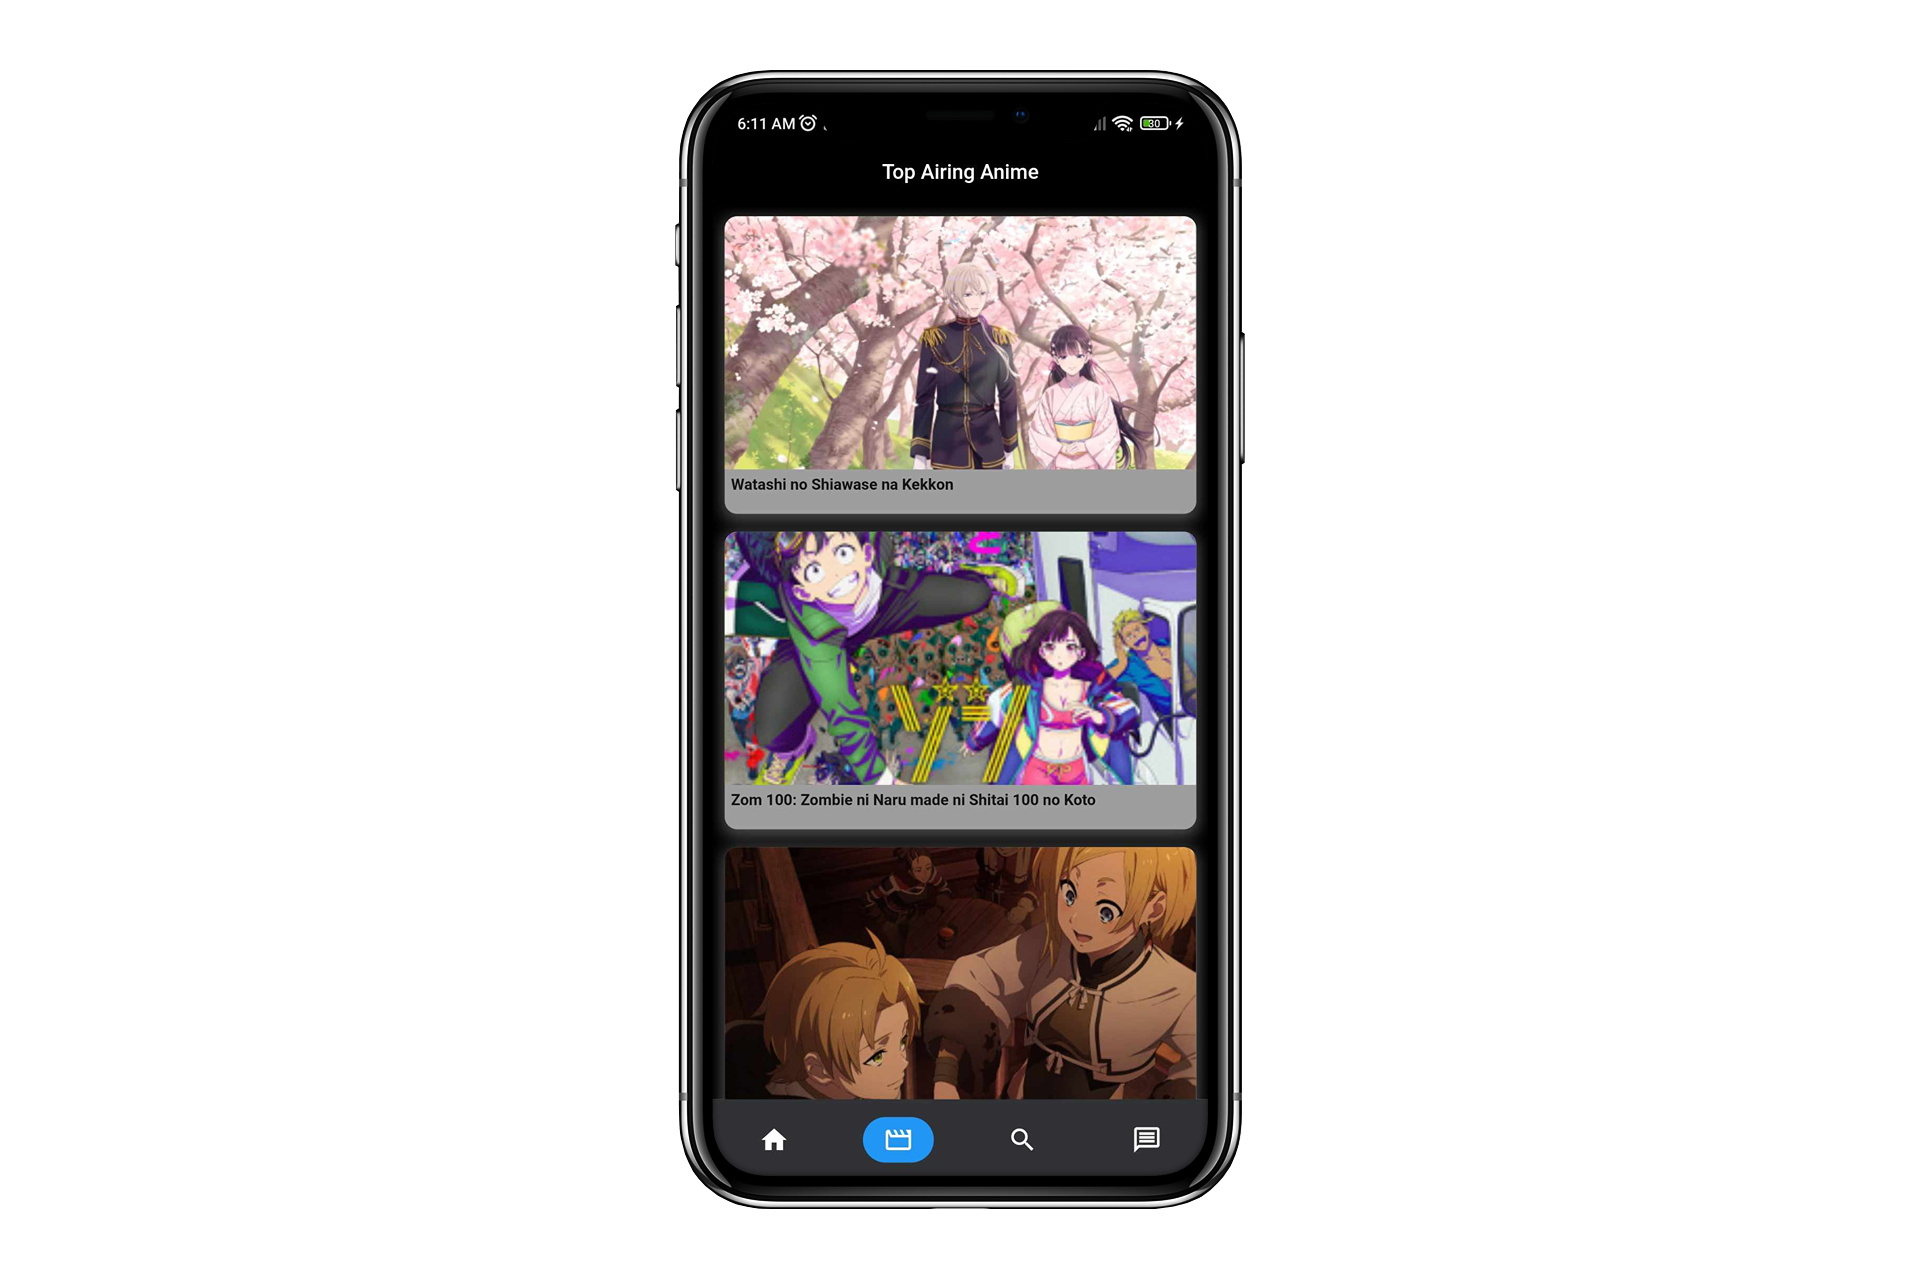 6:11 AM
30
Top Airing Anime
Watashi no Shiawase na Kekkon
Zom 100: Zombie ni Naru made ni Shitai 100 no Koto